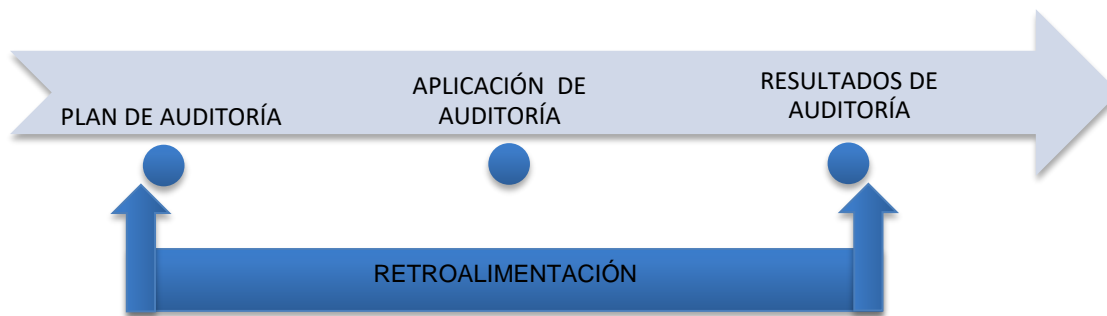 PLAN DE AUDITORÍA
APLICACIÓN DE
AUDITORÍA
RESULTADOS DE
AUDITORÍA
RETROALIMENTACIÓN